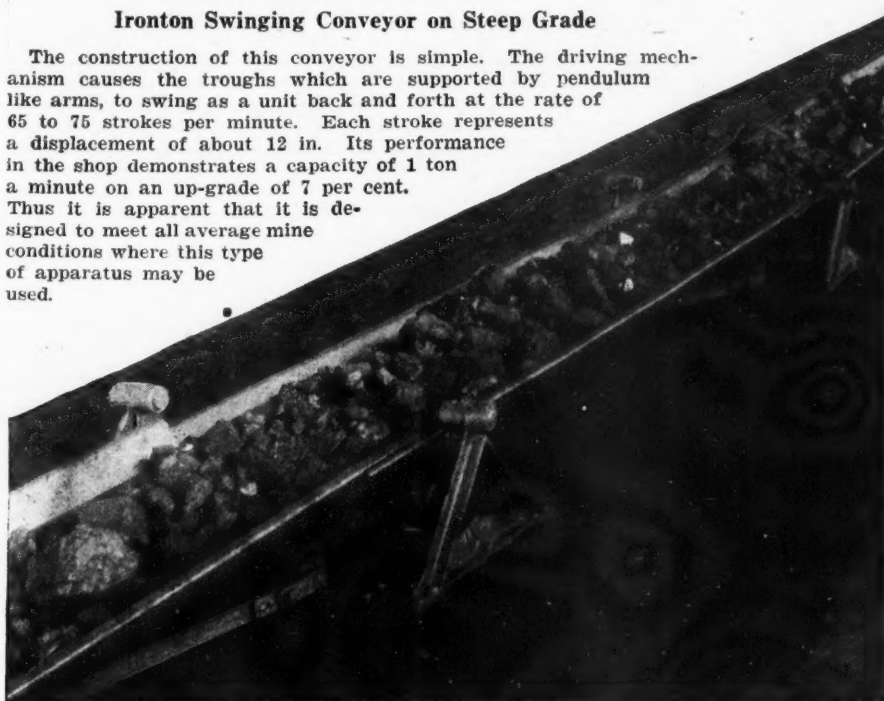 Ironton Swinging Conveyor on Steep Grade
The construction of this conveyor is simple. The driving mech-
anism causes the troughs which are supported by pendulum
like arms, to swing as a unit back and forth at the rate of
65 to 75 strokes per minute. Each stroke represents
a displacement of about 12 in. Its performance
in the shop demonstrates a capacity of 1 ton
a minute on an up-grade of 7 per cent.
Thus it is apparent that it is de-
signed to meet all average mine
conditions where this type
of apparatus may be
used.